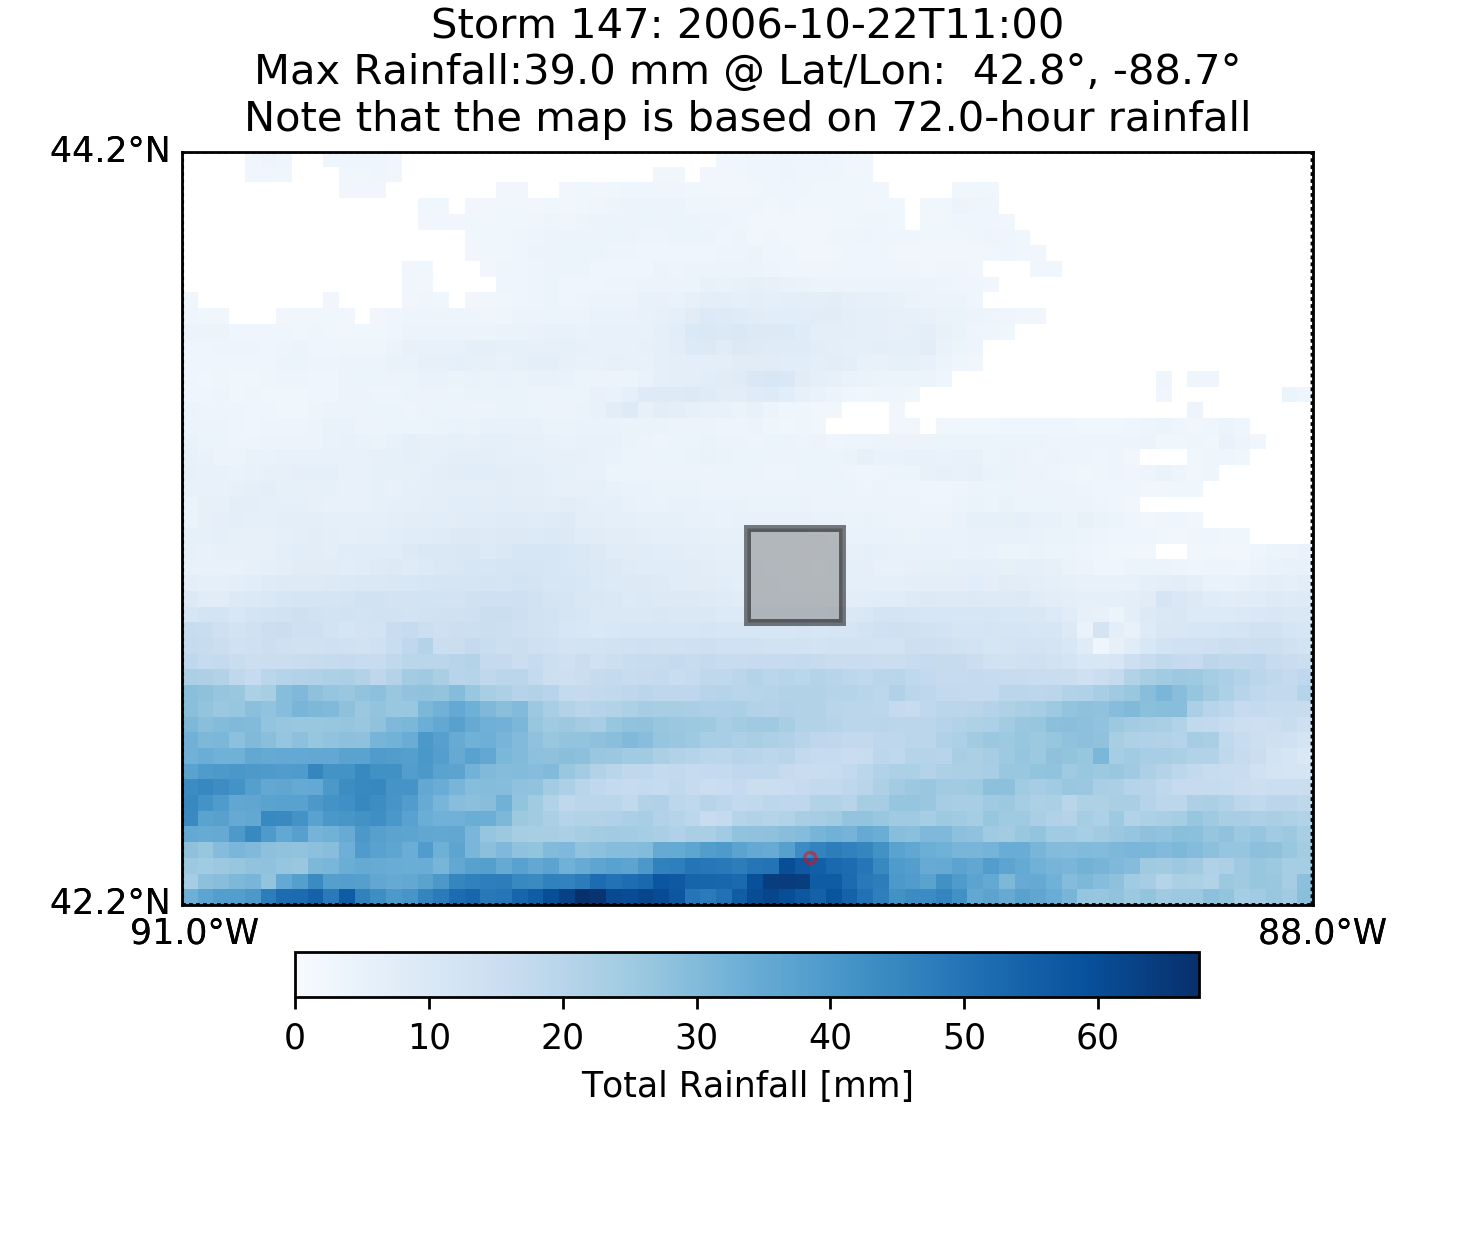 Storm 147: 2006-10-22T11:00
Max Rainfall:39.0 mm @ Lat/Lon:  42.8°, -88.7°
Note that the map is based on 72.0-hour rainfall
44.2°N
42.2°N
91.0°W 88.0°W
0 10 20 30 40 50 60
Total Rainfall [mm]